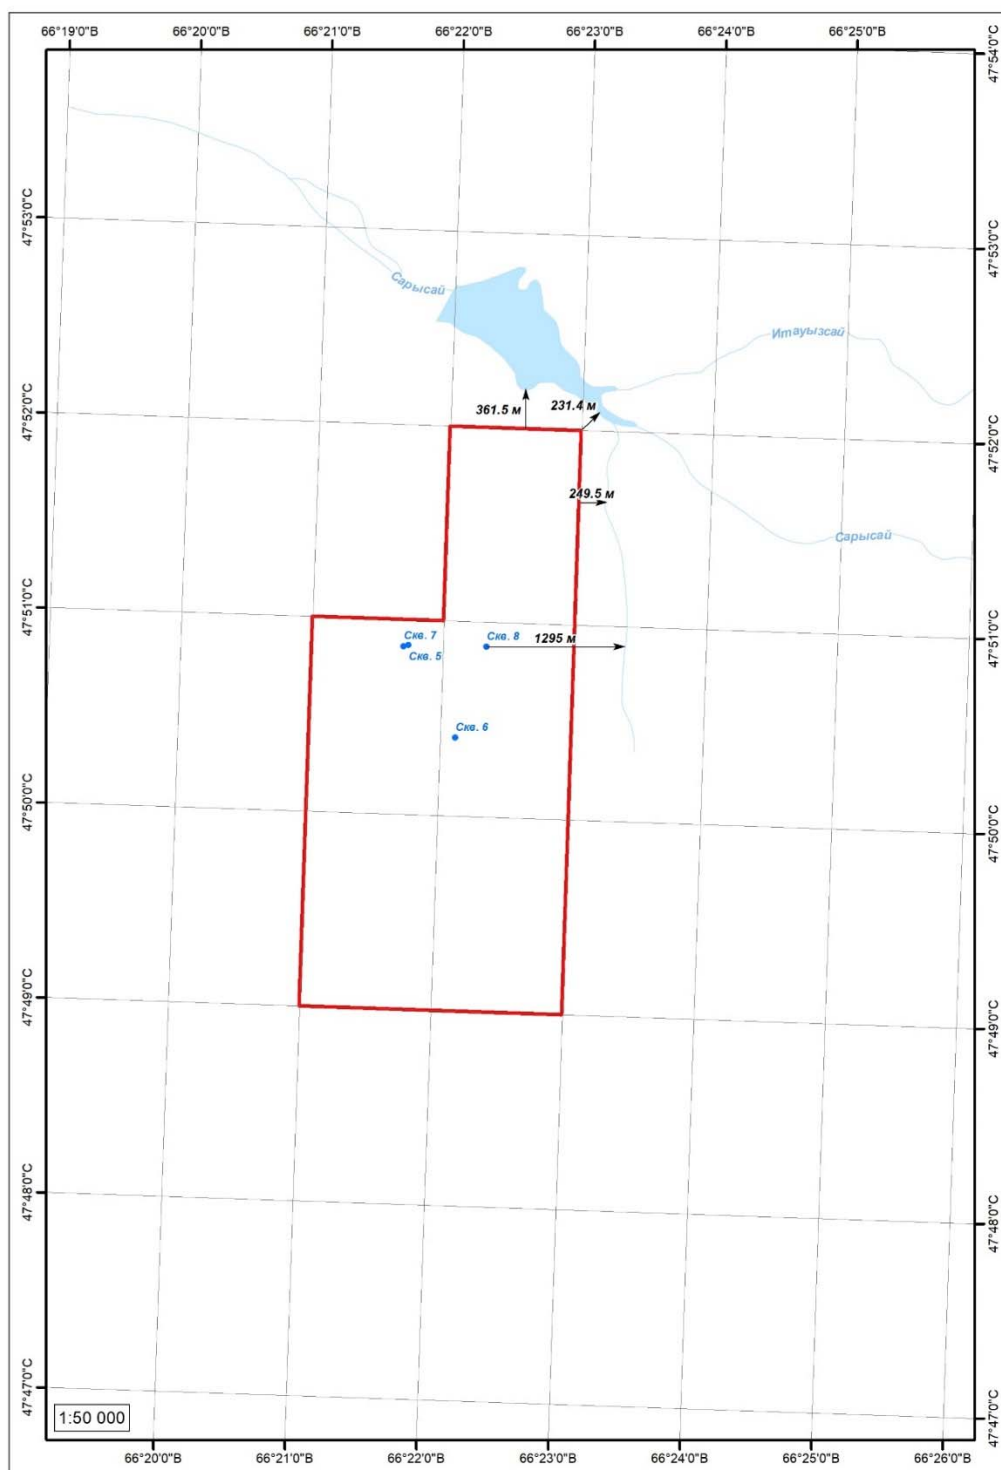 66°19'0"В 66°20'0"В 66°21'0"В 66°22'0"В 66°23'0"В 66°24'0"В 66°25'0"В
47°54'0"С
47°53'0"С
47°53'0"С
Сарысай
Итауызсай
361.5 м
231.4 м
47°52'0"С
47°52'0"С
249.5 м
Сарысай
47°51'0"С
47°51'0"С
Скв. 7
Скв. 8
1295 м
Скв. 5
Скв. 6
47°50'0"С
47°50'0"С
47°49'0"С
47°49'0"С
47°48'0"С
47°48'0"С
47°47'0"С
47°47'0"С
1:50 000
66°20'0"В 66°21'0"В 66°22'0"В 66°23'0"В 66°24'0"В 66°25'0"В 66°26'0"В